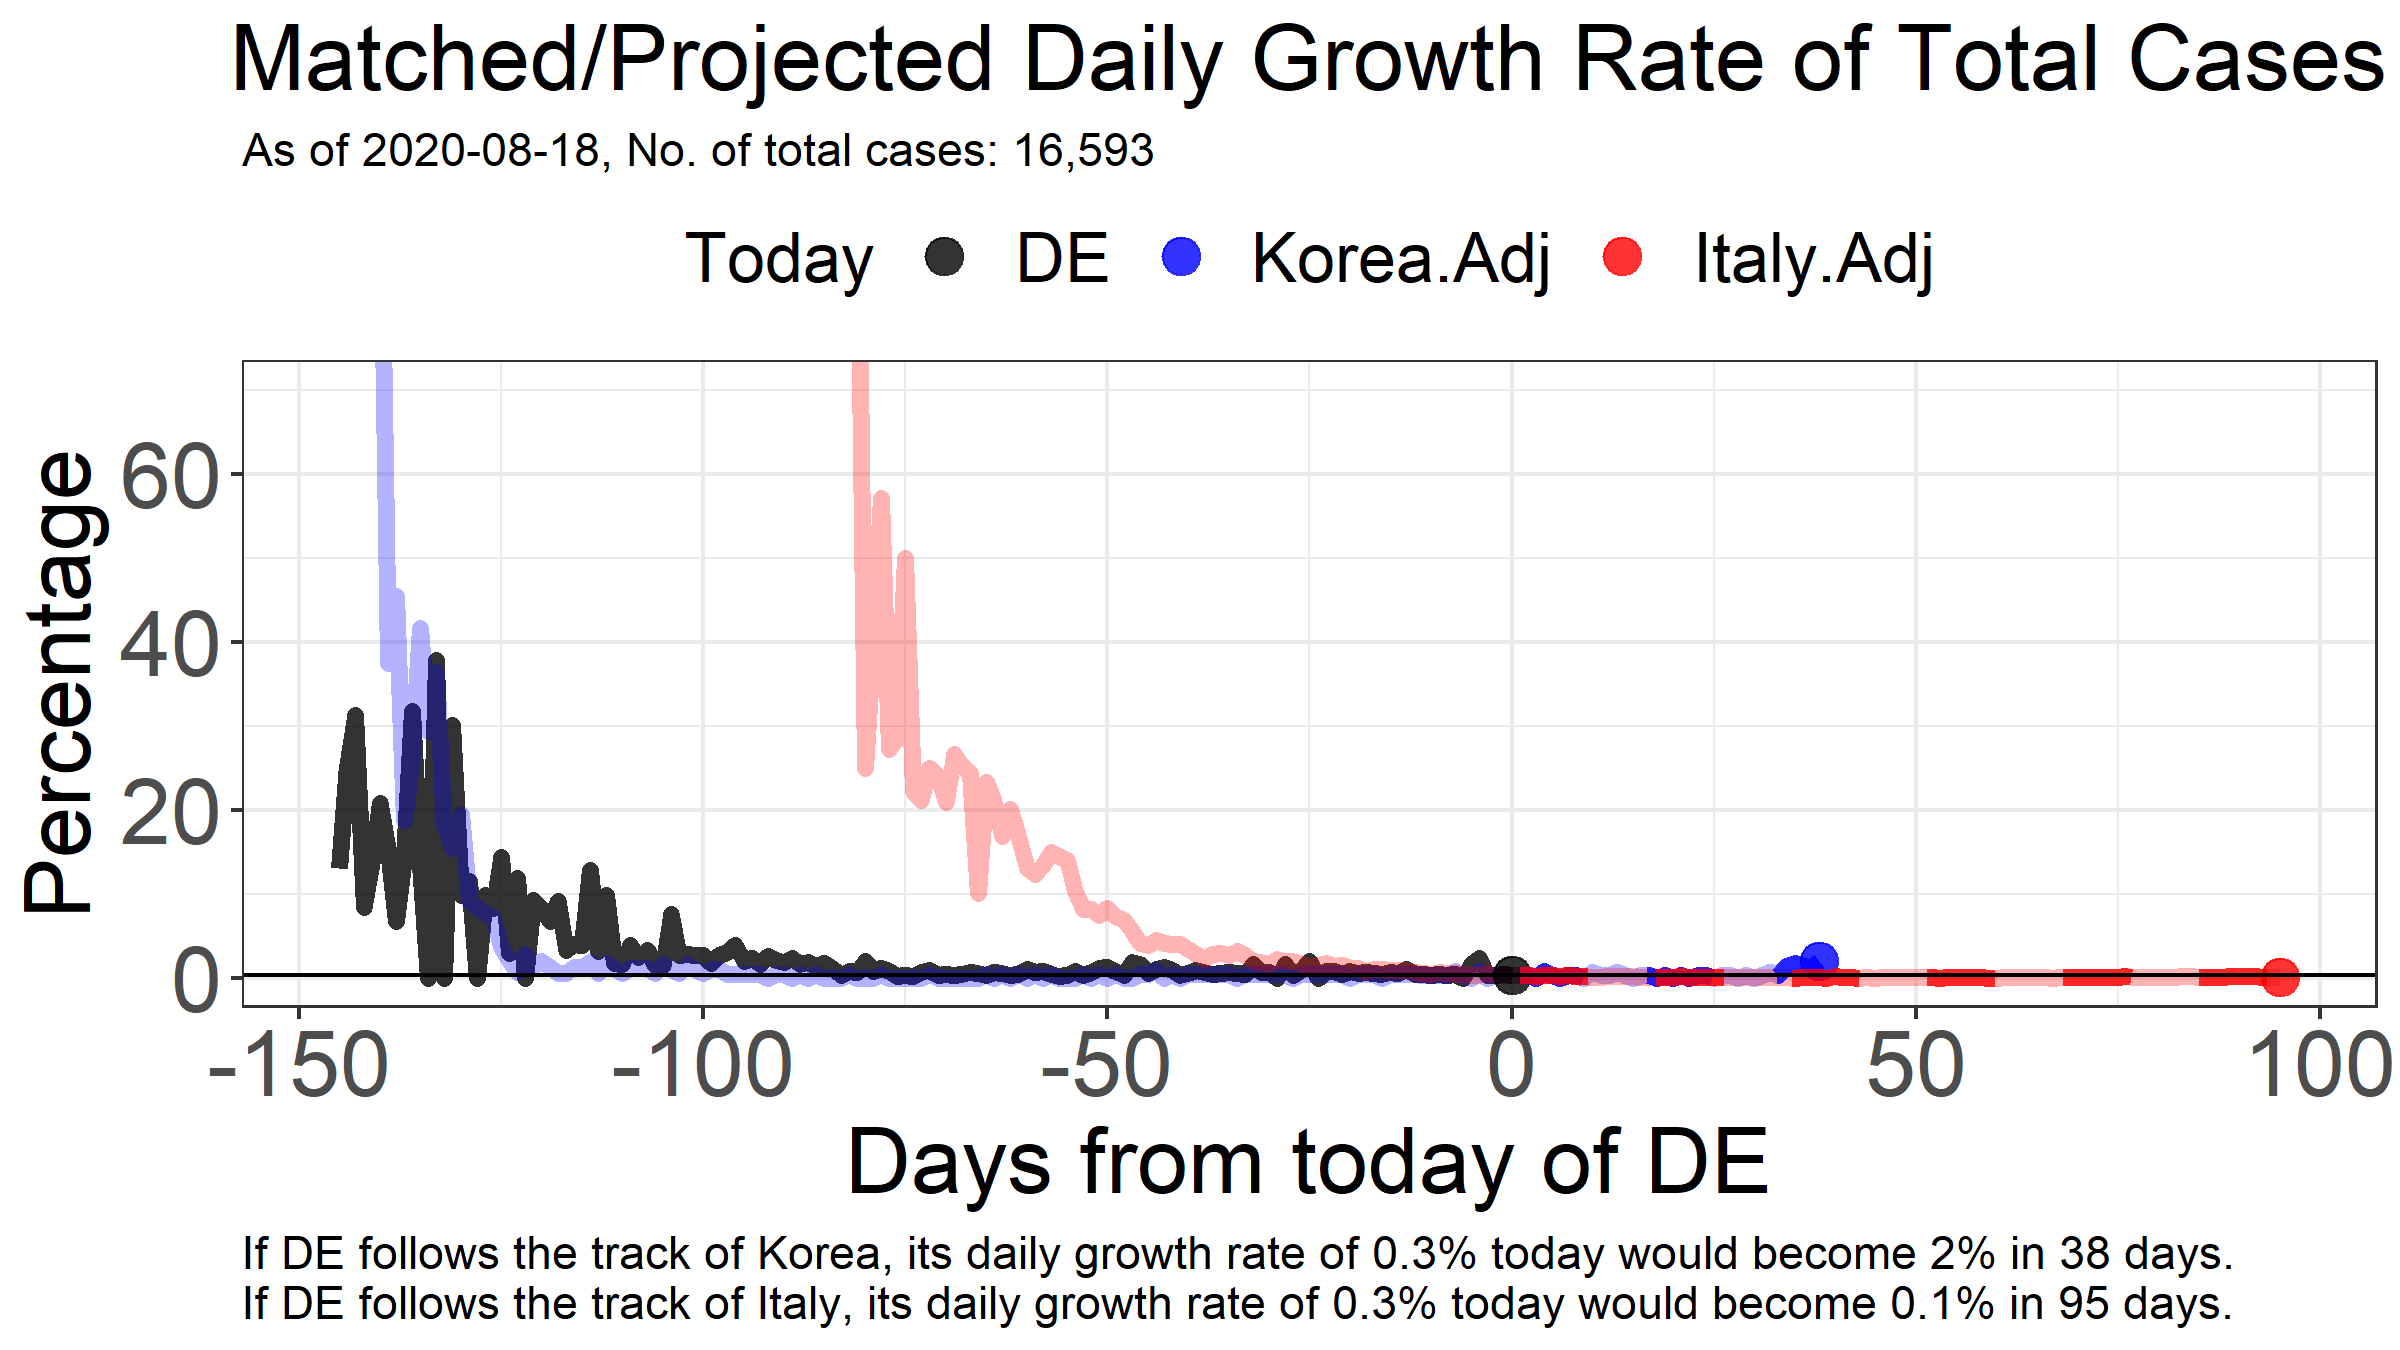 Matched/Projected Daily Growth Rate of Total Cases
As of 2020-08-18, No. of total cases: 16,593
Today DE Korea.Adj Italy.Adj
Percentage
60
40
20
0
-150 -100 -50 0 50 100
Days from today of DE
If DE follows the track of Korea, its daily growth rate of 0.3% today would become 2% in 38 days.
If DE follows the track of Italy, its daily growth rate of 0.3% today would become 0.1% in 95 days.